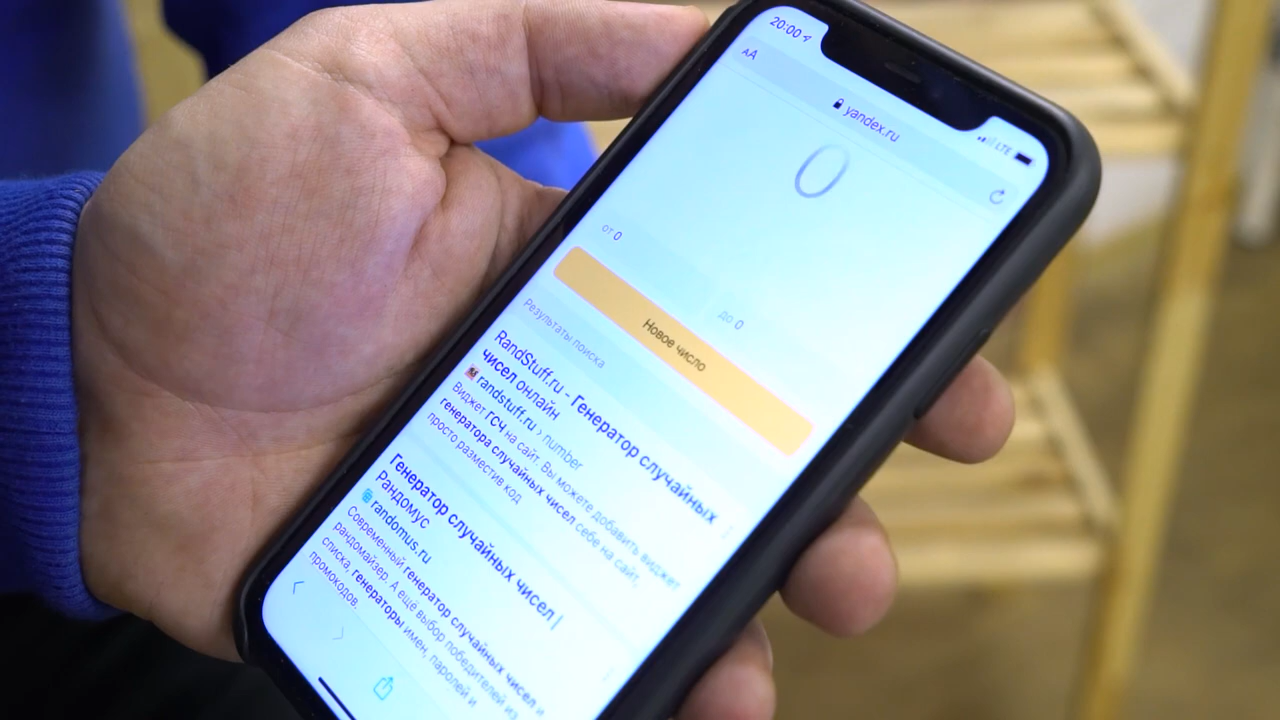 20:00
AA
yandex.ru
LTE
0
от 0
до 0
Новое число
Результаты поиска
RandStuff.ru - Генератор случайных
чисел онлайн
randstuff.ru › number
Виджет ГСЧ на сайт. Вы можете добавить виджет
генератора случайных чисел себе на сайт,
просто разместив код
Генератор случайных чисел |
Рандомус
randomus.ru
Современный генератор случайных чисел и
рандомайзер. А ещё выбор победителей из
списка, генераторы имен, паролей и
промокодов.